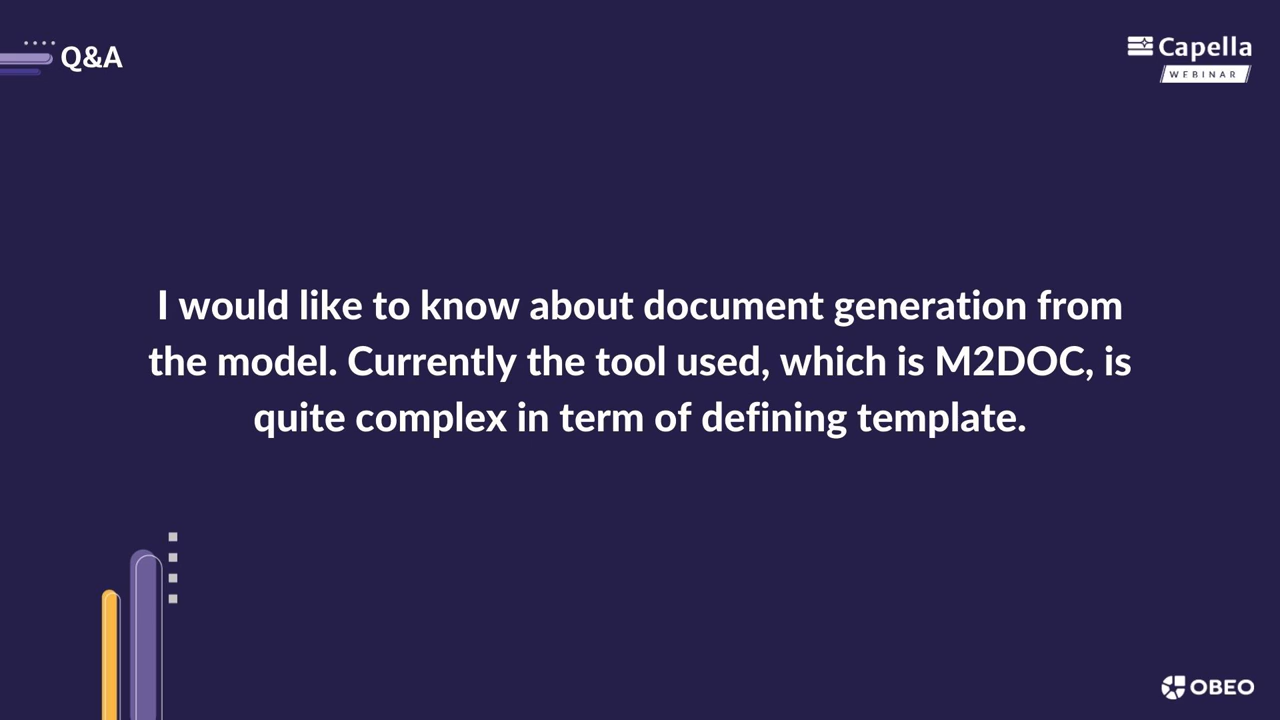 Q&A
Capella
WEBINAR
I would like to know about document generation from
the model. Currently the tool used, which is M2DOC, is
quite complex in term of defining template.
OBEO